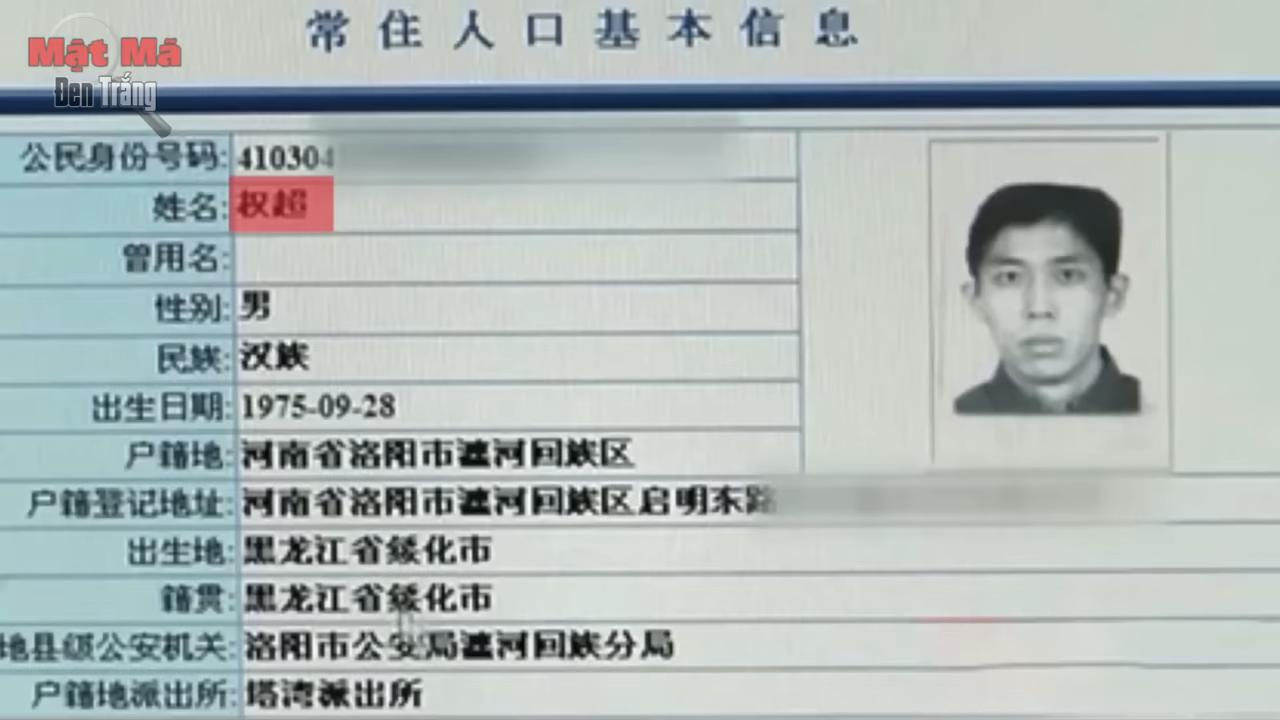 Mật Mã
Đen Trắng
常住人口基本信息
公民身份号码: 410304
姓名: 权超
曾用名:
性别: 男
民族: 汉族
出生日期: 1975-09-28
户籍地: 河南省洛阳市瀍河回族区
户籍登记地址: 河南省洛阳市瀍河回族区启明东路
出生地: 黑龙江省绥化市
籍贯: 黑龙江省绥化市
地县级公安机关: 洛阳市公安局瀍河回族分局
户籍地派出所: 塔湾派出所